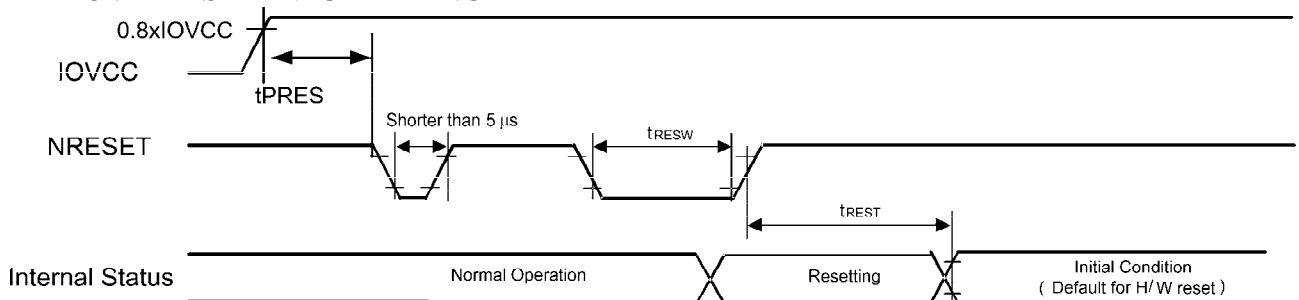 0.8xIOVCC
IOVCC
tPRES
Shorter than 5 µs
NRESET
tRESW
tREST
Internal Status
Normal Operation
Resetting
Initial Condition
( Default for H/W reset )